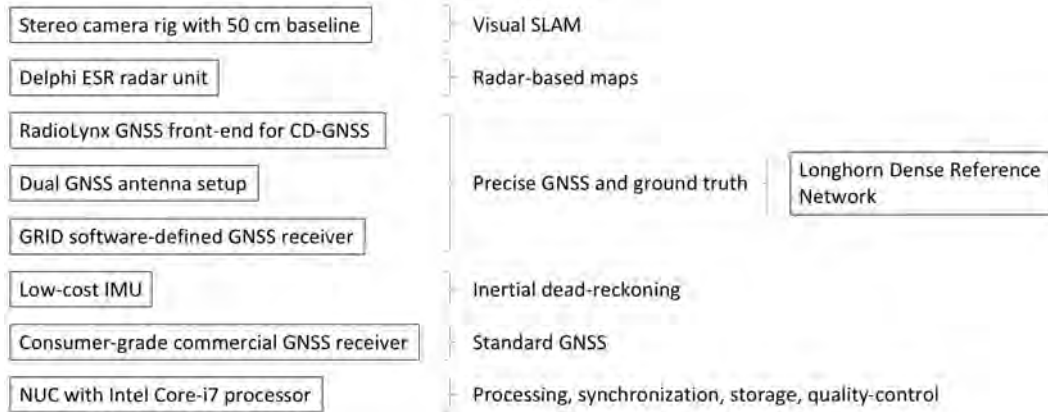 Stereo camera rig with 50 cm baseline
Visual SLAM
Delphi ESR radar unit
Radar-based maps
RadioLynx GNSS front-end for CD-GNSS
Dual GNSS antenna setup
GRID software-defined GNSS receiver
Precise GNSS and ground truth
Longhorn Dense Reference
Network
Low-cost IMU
Inertial dead-reckoning
Consumer-grade commercial GNSS receiver
Standard GNSS
NUC with Intel Core-i7 processor
Processing, synchronization, storage, quality-control